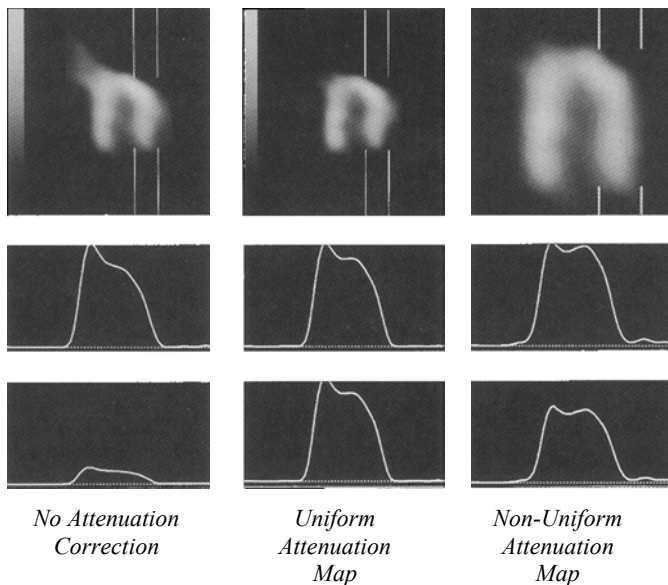 No Attenuation
Correction
Uniform
Attenuation
Map
Non-Uniform
Attenuation
Map